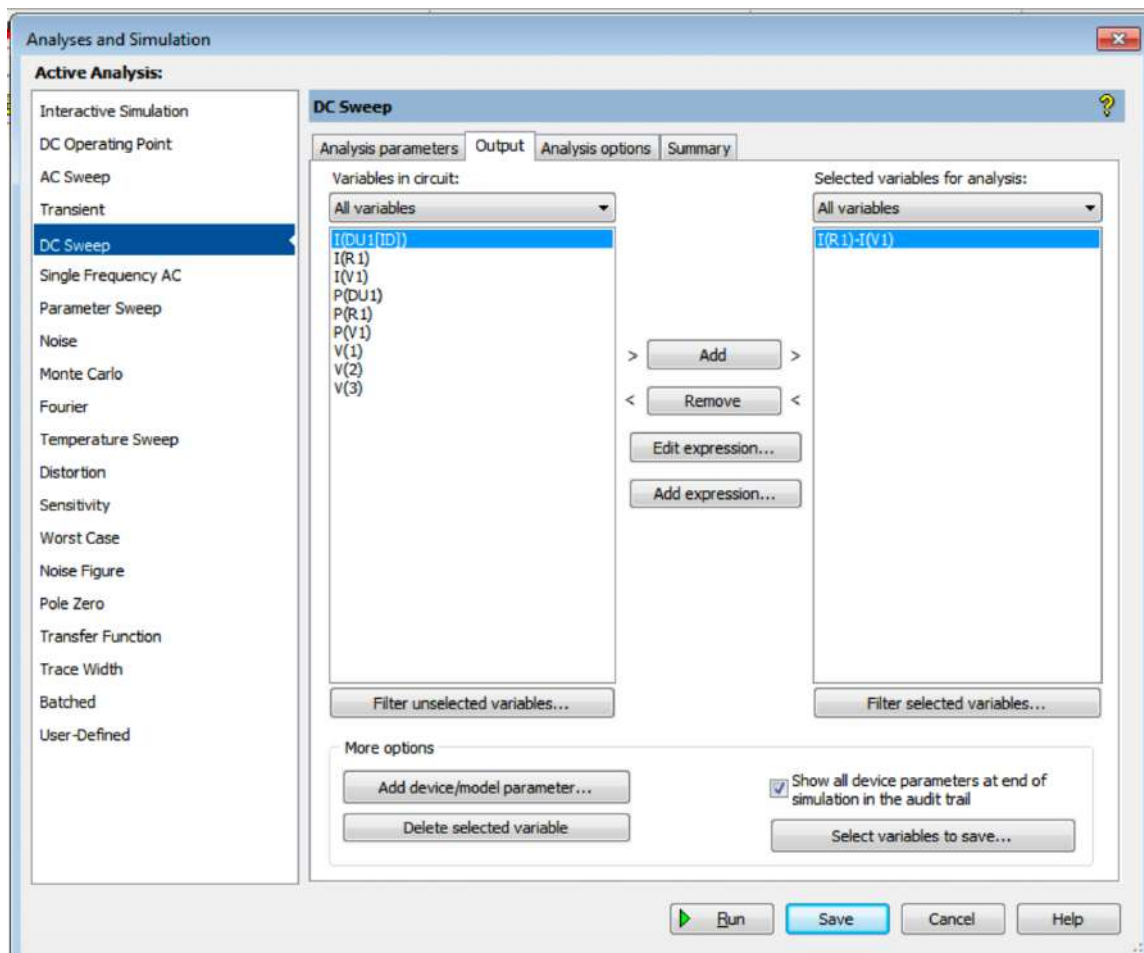 Analyses and Simulation
Active Analysis:
Interactive Simulation
DC Operating Point
AC Sweep
Transient
DC Sweep
Single Frequency AC
Parameter Sweep
Noise
Monte Carlo
Fourier
Temperature Sweep
Distortion
Sensitivity
Worst Case
Noise Figure
Pole Zero
Transfer Function
Trace Width
Batched
User-Defined
DC Sweep
?
Analysis parameters Output Analysis options Summary
Variables in circuit:
All variables
I(DU1[ID])
I(R1)
I(V1)
P(DU1)
P(R1)
P(V1)
V(1)
V(2)
V(3)
Filter unselected variables...
> Add >
< Remove <
Edit expression...
Add expression...
Selected variables for analysis:
All variables
I(R1)-I(V1)
Filter selected variables...
More options
Add device/model parameter...
Delete selected variable
Show all device parameters at end of
simulation in the audit trail
Select variables to save...
Run Save Cancel Help